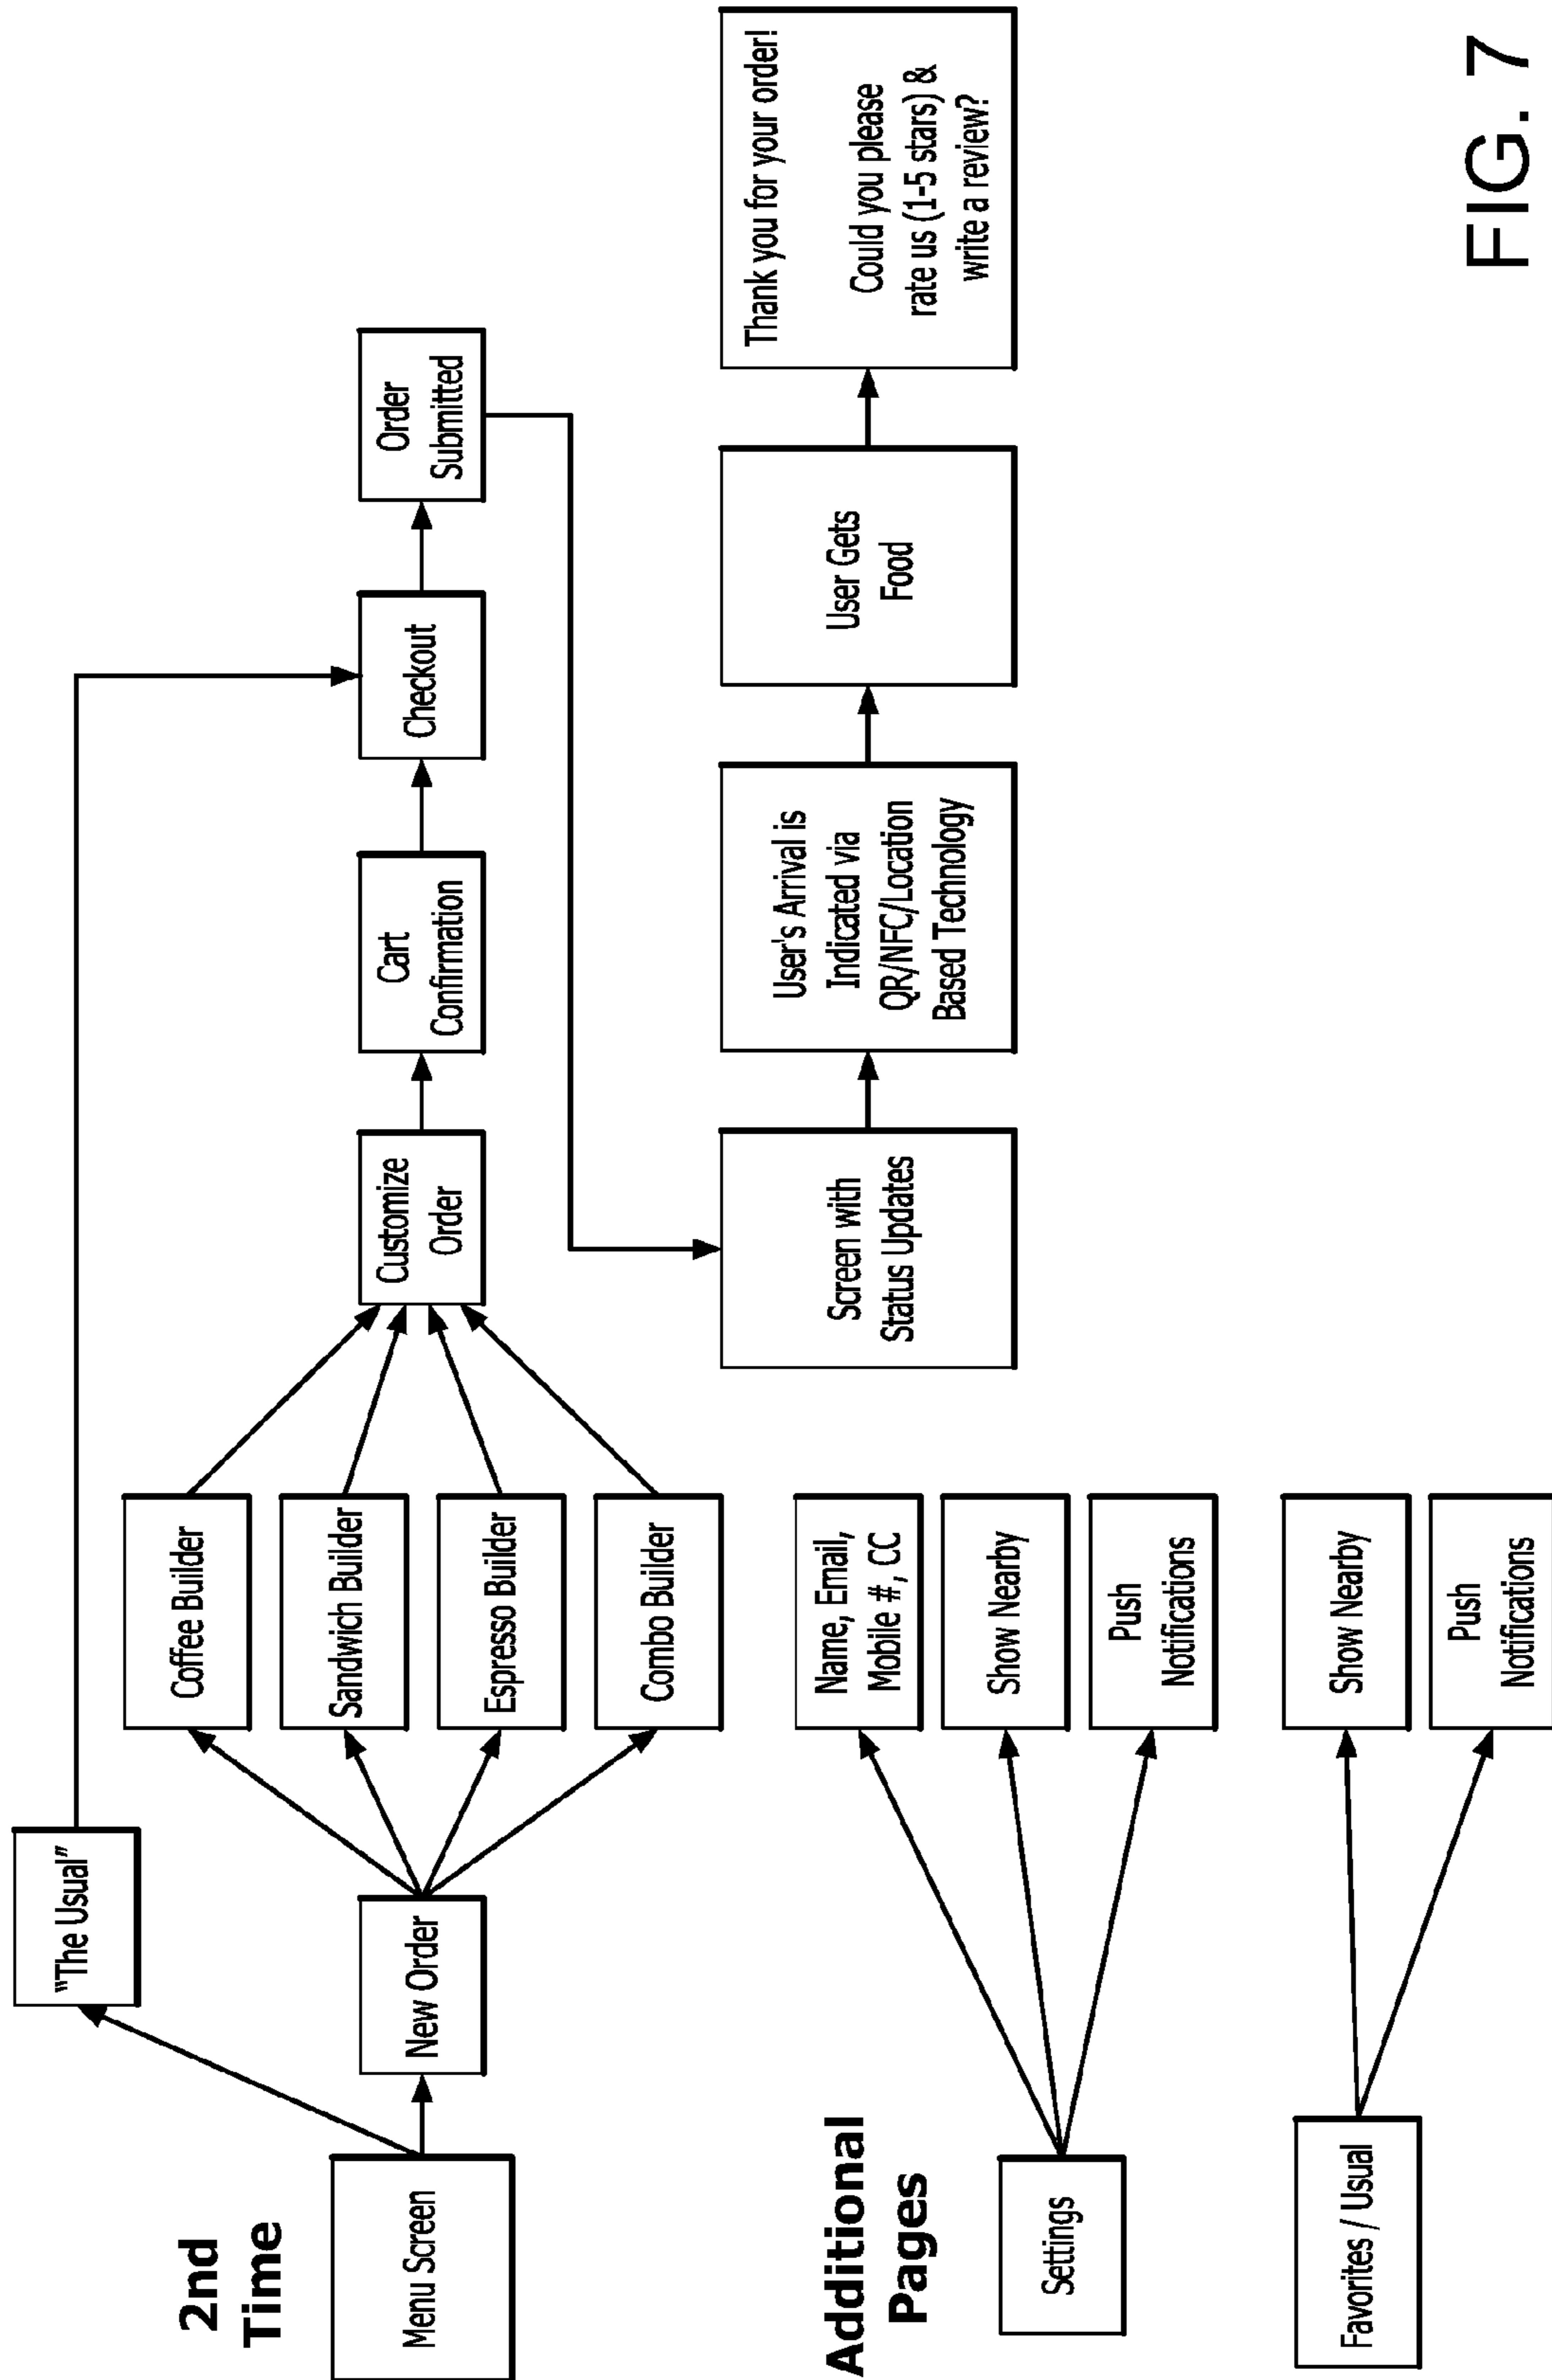 2nd
Time
Menu Screen
"The Usual"
New Order
Coffee Builder
Sandwich Builder
Espresso Builder
Combo Builder
Customize
Order
Cart
Confirmation
Checkout
Order
Submitted
Screen with
Status Updates
User's Arrival is
Indicated via
QR/NFC/Location
Based Technology
User Gets
Food
Thank you for your order!
Could you please
rate us (1-5 stars) &
write a review?
Additional
Pages
Settings
Name, Email,
Mobile #, CC
Show Nearby
Push
Notifications
Favorites / Usual
Show Nearby
Push
Notifications
FIG. 7